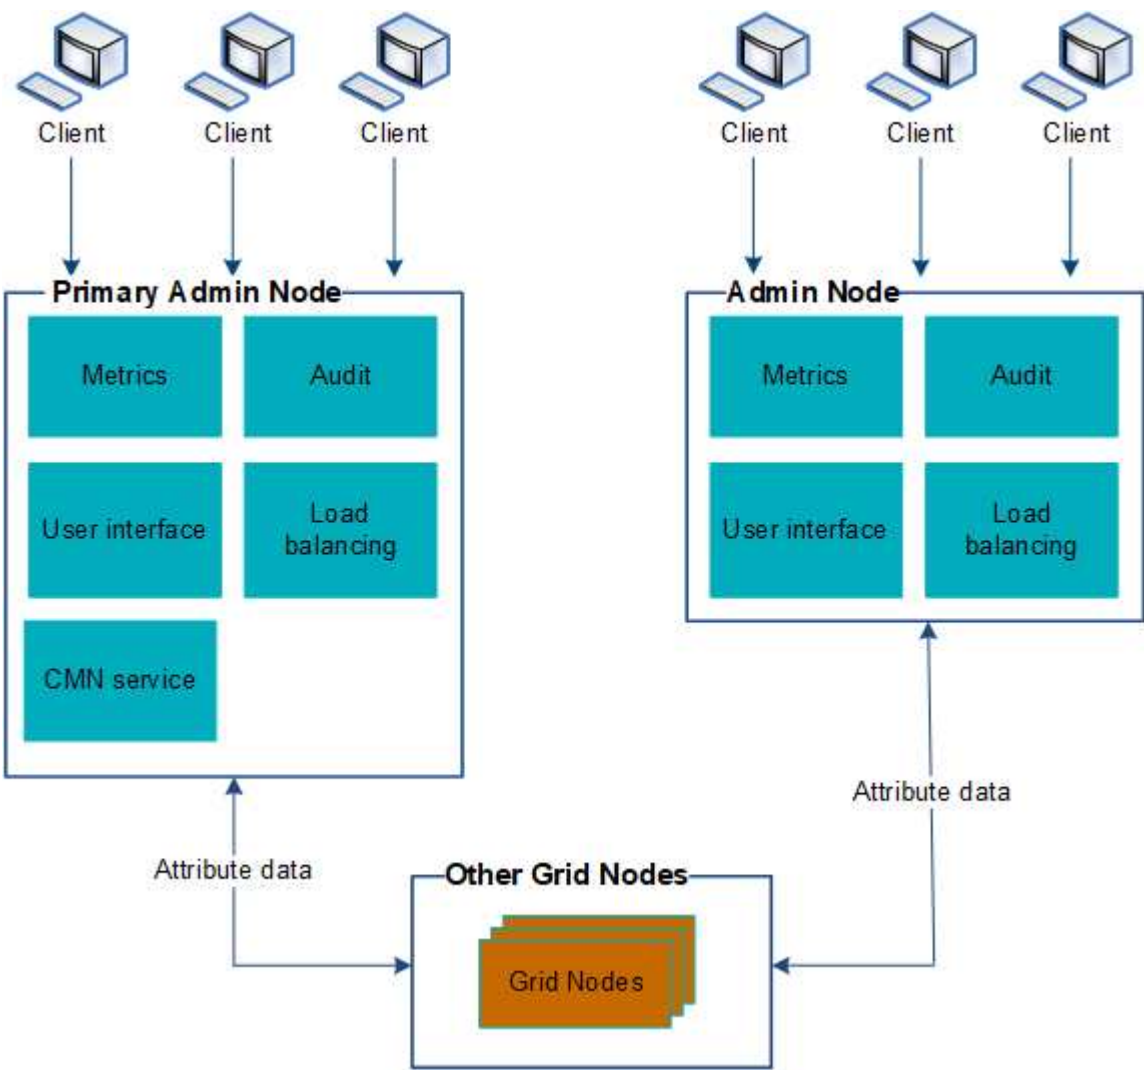 Client
Client
Client
Client
Client
Client
Primary Admin Node
Metrics
Audit
User interface
Load
balancing
CMN service
Admin Node
Metrics
Audit
User interface
Load
balancing
Attribute data
Attribute data
Other Grid Nodes
Grid Nodes